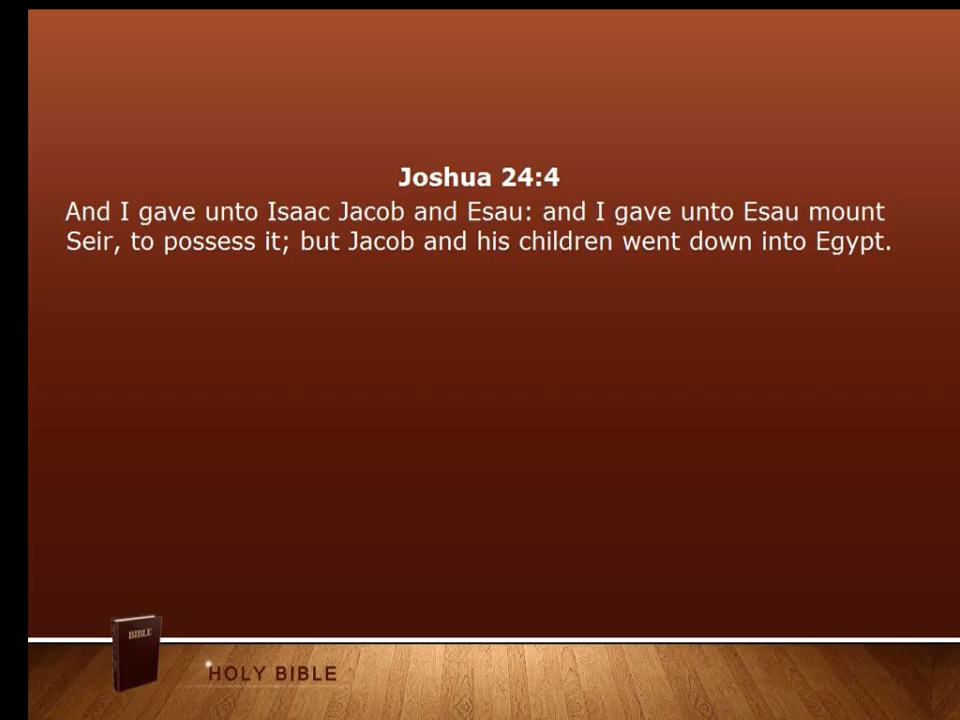 Joshua 24:4
And I gave unto Isaac Jacob and Esau: and I gave unto Esau mount
Seir, to possess it; but Jacob and his children went down into Egypt.
BIBLE
HOLY BIBLE